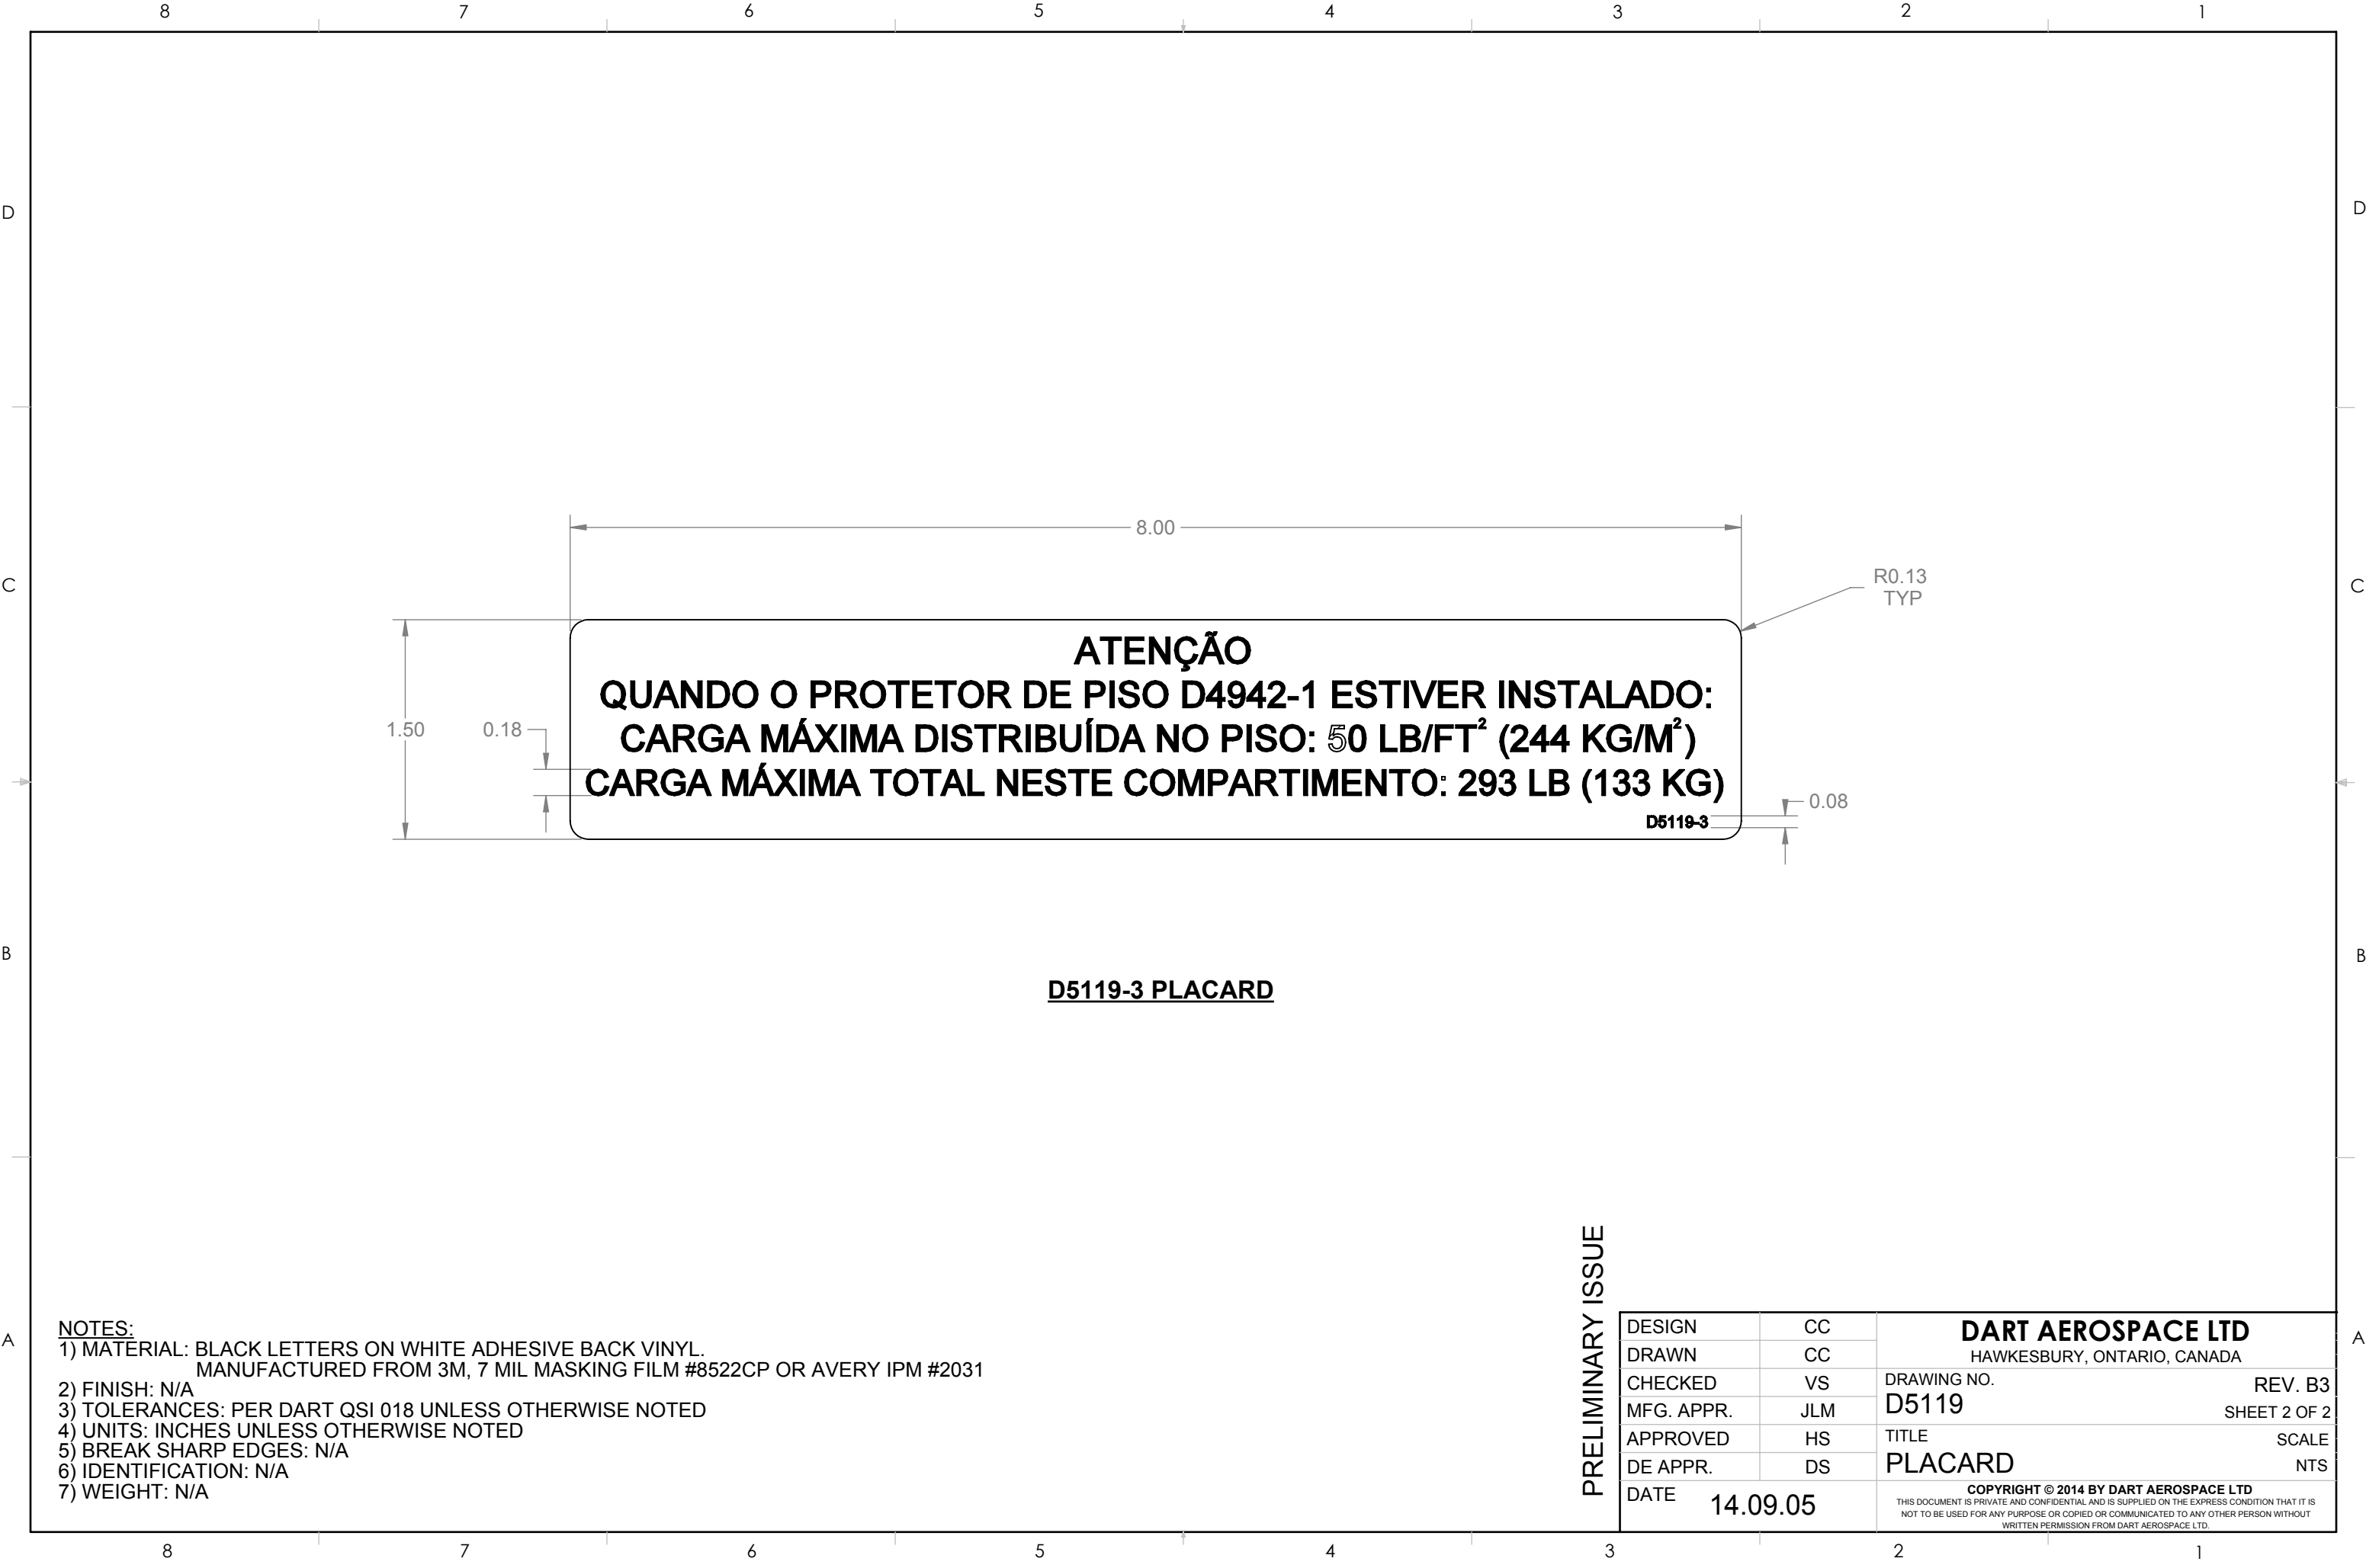 8 7 6 5 4 3 2 1
D D
8.00
R0.13
TYP
C C
ATENÇÃO
QUANDO O PROTETOR DE PISO D4942-1 ESTIVER INSTALADO:
CARGA MÁXIMA DISTRIBUÍDA NO PISO: 50 LB/FT² (244 KG/M²)
CARGA MÁXIMA TOTAL NESTE COMPARTIMENTO: 293 LB (133 KG)
D5119-3
1.50
0.18
0.08
B B
D5119-3 PLACARD
A A
NOTES:
1) MATERIAL: BLACK LETTERS ON WHITE ADHESIVE BACK VINYL.
MANUFACTURED FROM 3M, 7 MIL MASKING FILM #8522CP OR AVERY IPM #2031
2) FINISH: N/A
3) TOLERANCES: PER DART QSI 018 UNLESS OTHERWISE NOTED
4) UNITS: INCHES UNLESS OTHERWISE NOTED
5) BREAK SHARP EDGES: N/A
6) IDENTIFICATION: N/A
7) WEIGHT: N/A
PRELIMINARY ISSUE
DESIGN CC
DRAWN CC
CHECKED VS
MFG. APPR. JLM
APPROVED HS
DE APPR. DS
DATE 14.09.05
DART AEROSPACE LTD
HAWKESBURY, ONTARIO, CANADA
DRAWING NO. REV. B3
D5119 SHEET 2 OF 2
TITLE SCALE
PLACARD NTS
COPYRIGHT © 2014 BY DART AEROSPACE LTD
THIS DOCUMENT IS PRIVATE AND CONFIDENTIAL AND IS SUPPLIED ON THE EXPRESS CONDITION THAT IT IS
NOT TO BE USED FOR ANY PURPOSE OR COPIED OR COMMUNICATED TO ANY OTHER PERSON WITHOUT
WRITTEN PERMISSION FROM DART AEROSPACE LTD.
8 7 6 5 4 3 2 1